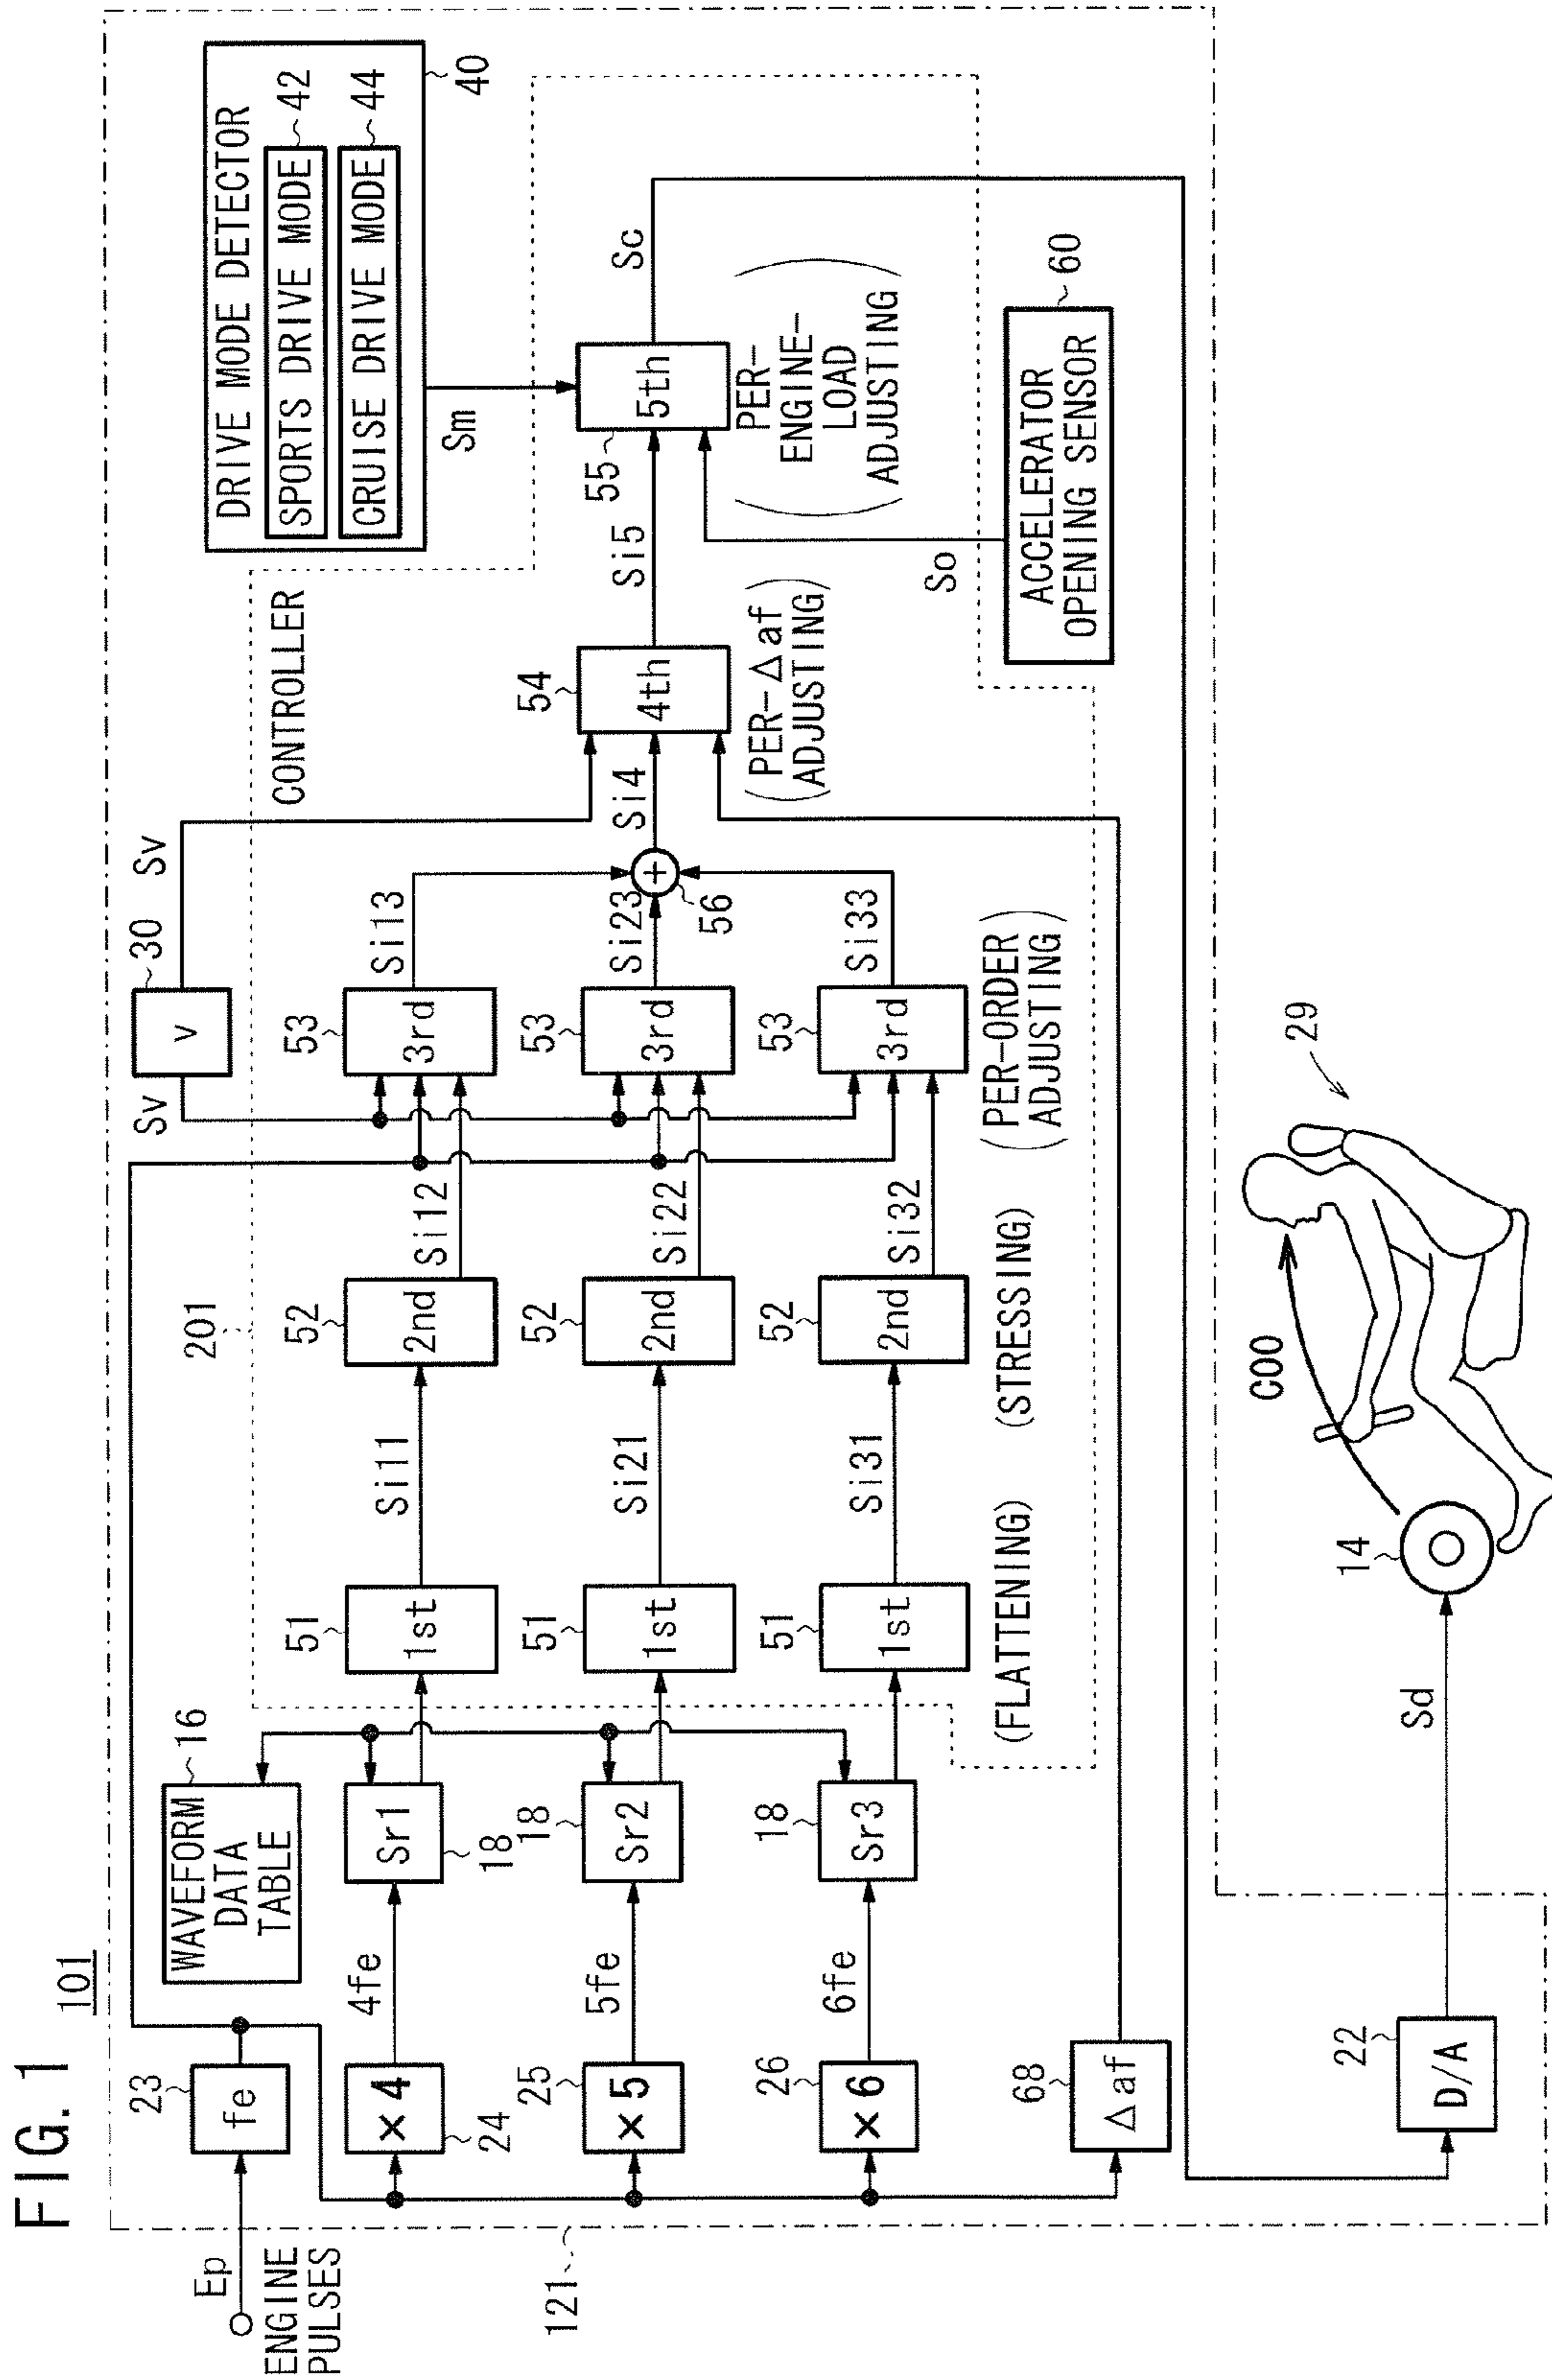 FIG. 1
101
Ep
ENGINE
PULSES
121
23
fe
WAVEFORM
DATA
TABLE
16
Sv
30
v
Sv
DRIVE MODE DETECTOR
SPORTS DRIVE MODE
42
CRUISE DRIVE MODE
44
40
Sm
201
CONTROLLER
×4
24
4fe
Sr1
18
51
1st
Si11
52
2nd
Si12
53
3rd
Si13
25
×5
5fe
18
Sr2
51
1st
Si21
52
2nd
Si22
53
3rd
Si23
+
56
Si4
54
4th
Si5
55
5th
Sc
26
×6
6fe
18
Sr3
51
1st
Si31
52
2nd
Si32
53
3rd
Si33
(PER-Δaf
ADJUSTING)
(PER-
ENGINE-
LOAD
ADJUSTING)
(FLATTENING)
(STRESSING)
(PER-ORDER
ADJUSTING)
So
ACCELERATOR
OPENING SENSOR
60
68
Δaf
22
D/A
Sd
14
COO
29